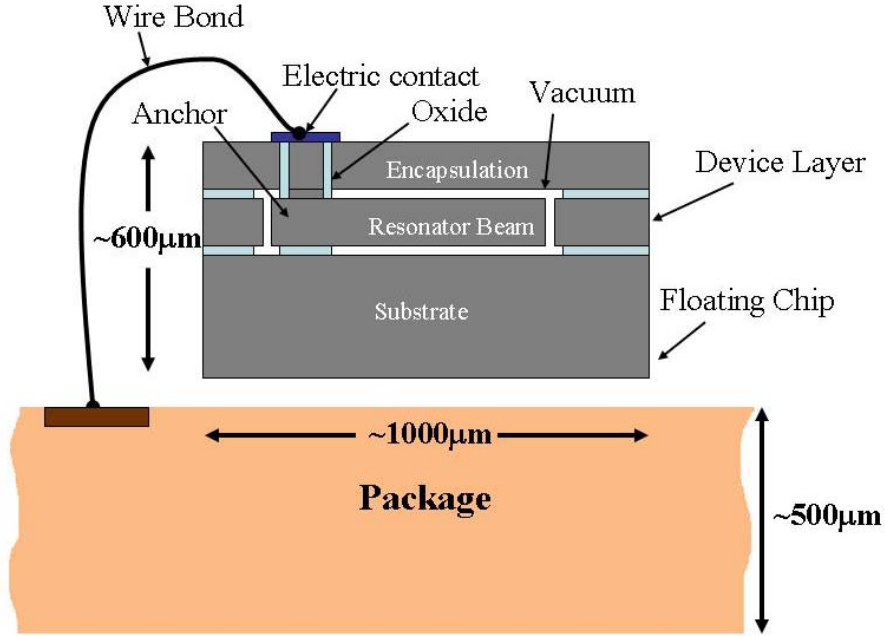 Wire Bond
Electric contact
Vacuum
Anchor
Oxide
Device Layer
Encapsulation
Resonator Beam
~600μm
Floating Chip
Substrate
~1000μm
Package
~500μm